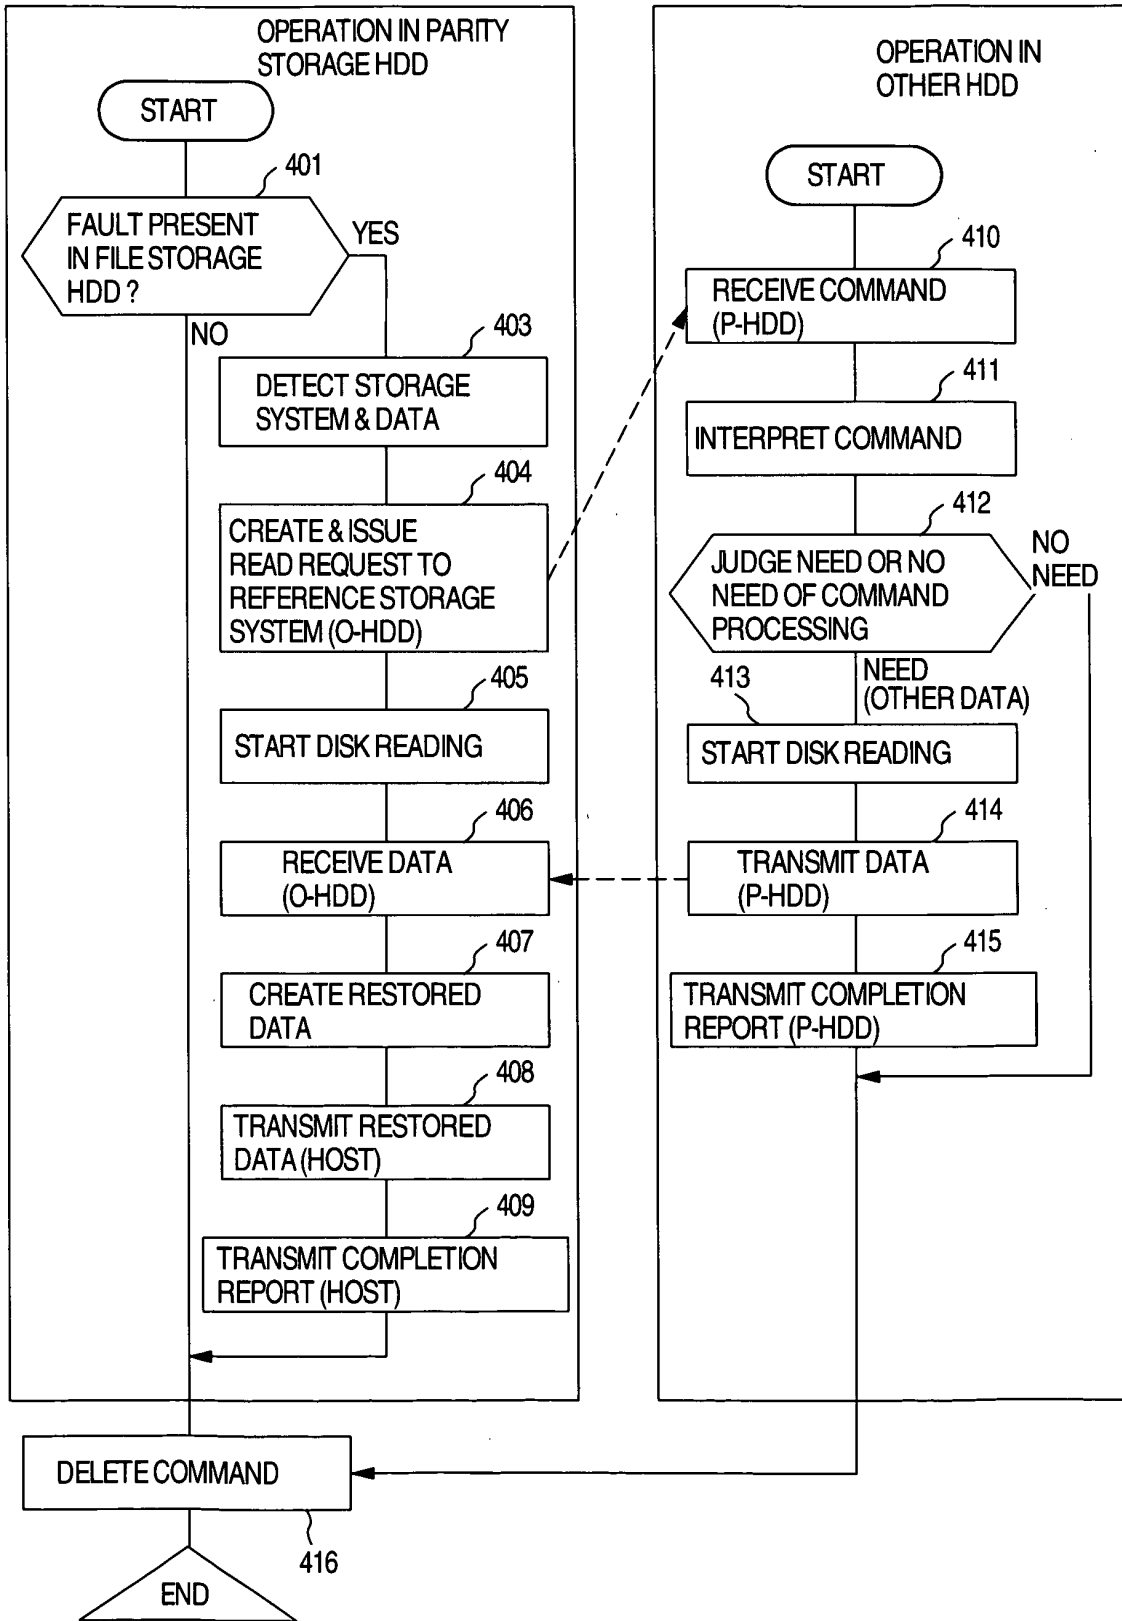 OPERATION IN PARITY
STORAGE HDD
START
401
FAULT PRESENT
IN FILE STORAGE
HDD ?
YES
NO
403
DETECT STORAGE
SYSTEM & DATA
404
CREATE & ISSUE
READ REQUEST TO
REFERENCE STORAGE
SYSTEM (O-HDD)
405
START DISK READING
406
RECEIVE DATA
(O-HDD)
407
CREATE RESTORED
DATA
408
TRANSMIT RESTORED
DATA (HOST)
409
TRANSMIT COMPLETION
REPORT (HOST)
OPERATION IN
OTHER HDD
START
410
RECEIVE COMMAND
(P-HDD)
411
INTERPRET COMMAND
412
JUDGE NEED OR NO
NEED OF COMMAND
PROCESSING
NO
NEED
NEED
(OTHER DATA)
413
START DISK READING
414
TRANSMIT DATA
(P-HDD)
415
TRANSMIT COMPLETION
REPORT (P-HDD)
DELETE COMMAND
416
END